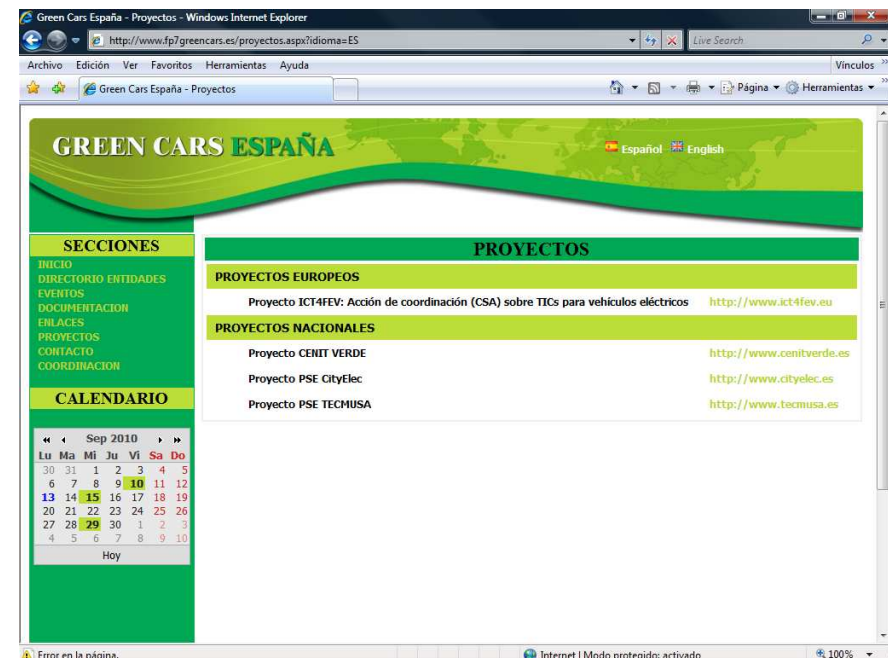 Green Cars España - Proyectos - Windows Internet Explorer
http://www.fp7greencars.es/proyectos.aspx?idioma=ES
Live Search
Archivo Edición Ver Favoritos Herramientas Ayuda
Vínculos
Green Cars España - Proyectos
Página
Herramientas
GREEN CARS ESPAÑA
Español English
SECCIONES
INICIO
DIRECTORIO ENTIDADES
EVENTOS
DOCUMENTACION
ENLACES
PROYECTOS
CONTACTO
COORDINACION
CALENDARIO
Sep 2010
Lu Ma Mi Ju Vi Sa Do
30 31 1 2 3 4 5
6 7 8 9 10 11 12
13 14 15 16 17 18 19
20 21 22 23 24 25 26
27 28 29 30 1 2 3
4 5 6 7 8 9 10
Hoy
PROYECTOS
PROYECTOS EUROPEOS
Proyecto ICT4FEV: Acción de coordinación (CSA) sobre TICs para vehículos eléctricos http://www.ict4fev.eu
PROYECTOS NACIONALES
Proyecto CENIT VERDE http://www.cenitverde.es
Proyecto PSE CityElec http://www.cityelec.es
Proyecto PSE TECMUSA http://www.tecmusa.es
Error en la página.
Internet | Modo protegido: activado
100%